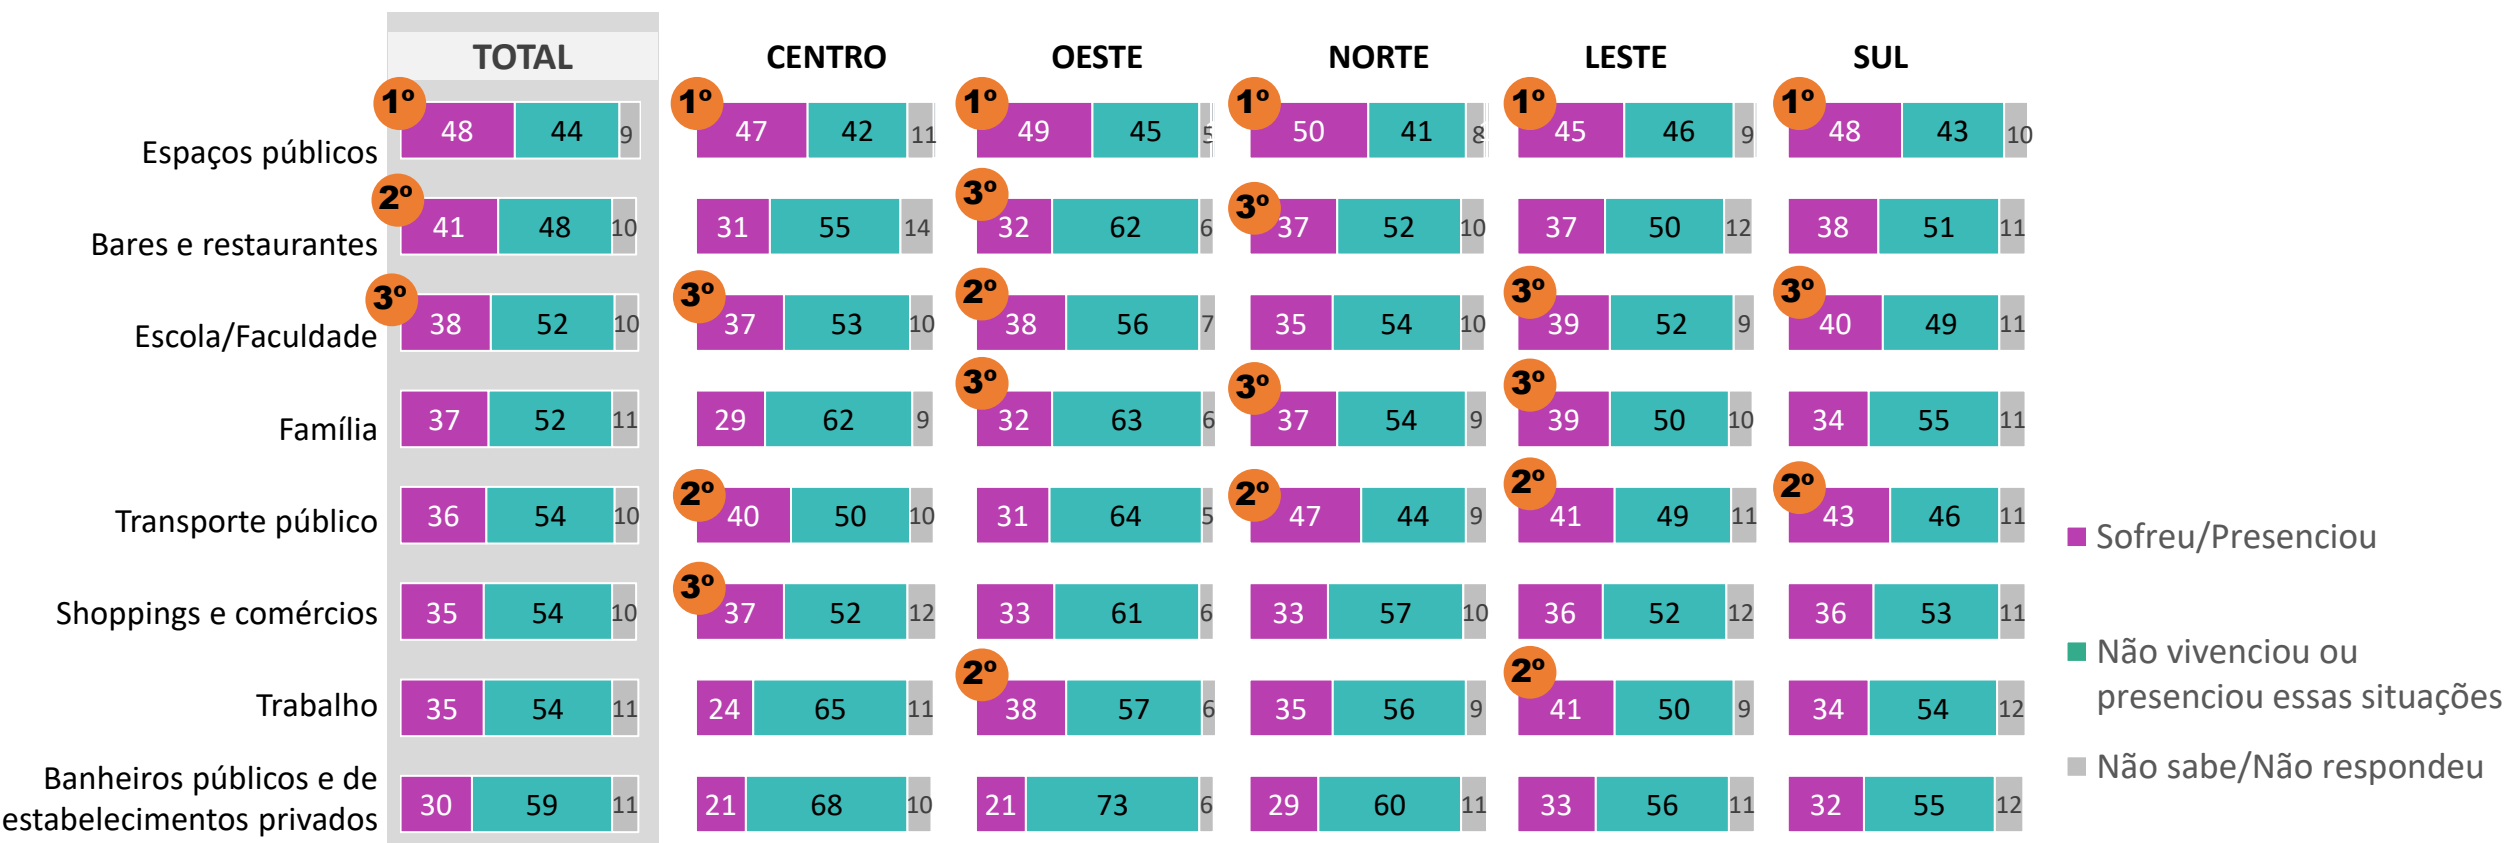 TOTAL CENTRO OESTE NORTE LESTE SUL
1º 1º 1º 1º 1º 1º
Espaços públicos 48 44 9 47 42 11 49 45 5 50 41 8 45 46 9 48 43 10
2º 3º 3º
Bares e restaurantes 41 48 10 31 55 14 32 62 6 37 52 10 37 50 12 38 51 11
3º 3º 2º 3º 3º
Escola/Faculdade 38 52 10 37 53 10 38 56 7 35 54 10 39 52 9 40 49 11
3º 3º 3º
Família 37 52 11 29 62 9 32 63 6 37 54 9 39 50 10 34 55 11
2º 2º 2º 2º
Transporte público 36 54 10 40 50 10 31 64 5 47 44 9 41 49 11 43 46 11
3º
Shoppings e comércios 35 54 10 37 52 12 33 61 6 33 57 10 36 52 12 36 53 11
2º 2º
Trabalho 35 54 11 24 65 11 38 57 6 35 56 9 41 50 9 34 54 12
Banheiros públicos e de
estabelecimentos privados 30 59 11 21 68 10 21 73 6 29 60 11 33 56 11 32 55 12
Sofreu/Presenciou
Não vivenciou ou
presenciou essas situações
Não sabe/Não respondeu